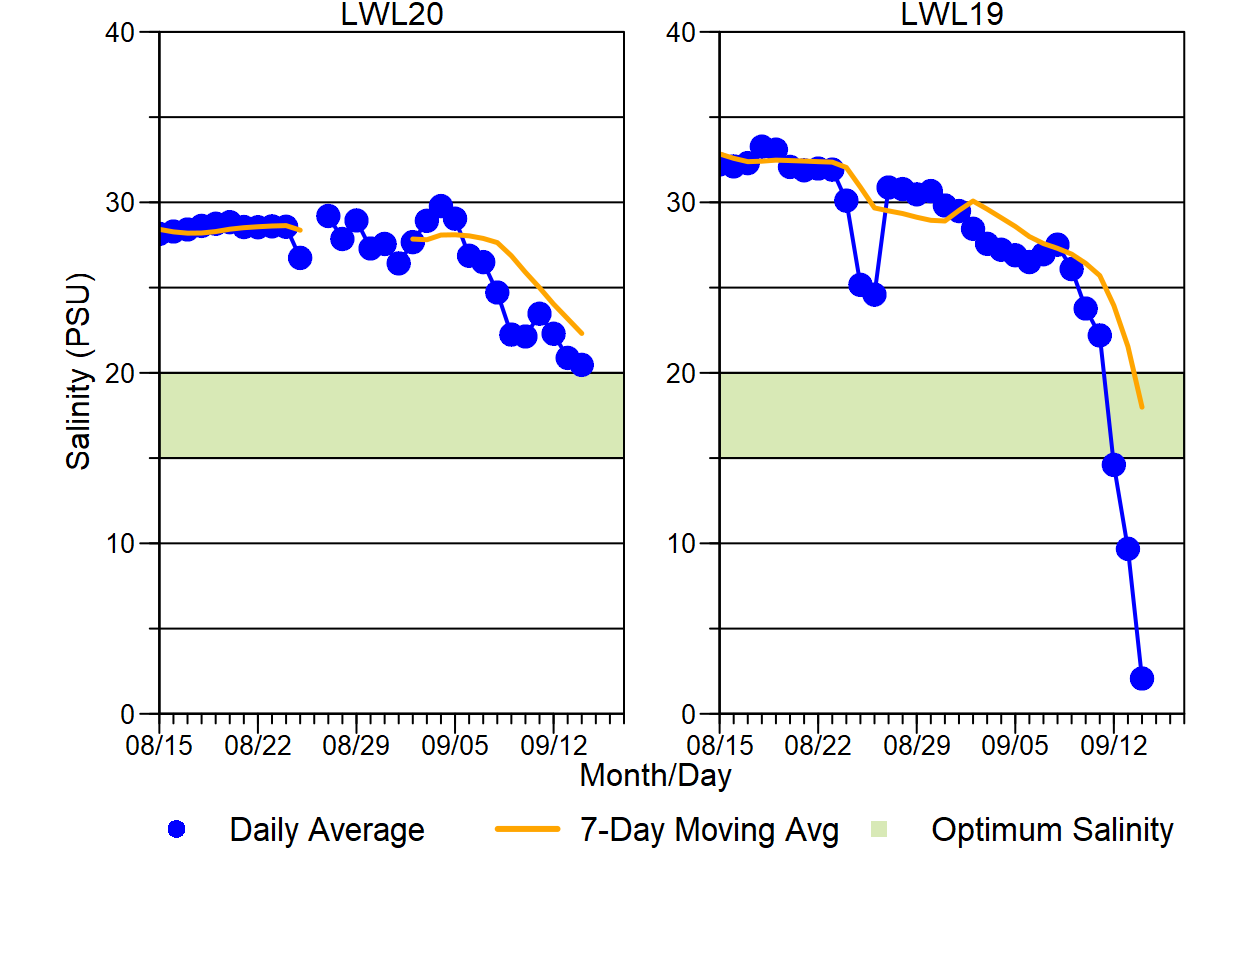 LWL20 LWL19
40 40
30 30
20 20
10 10
0 0
Salinity (PSU)
08/15 08/22 08/29 09/05 09/12 08/15 08/22 08/29 09/05 09/12
Month/Day
Daily Average 7-Day Moving Avg Optimum Salinity